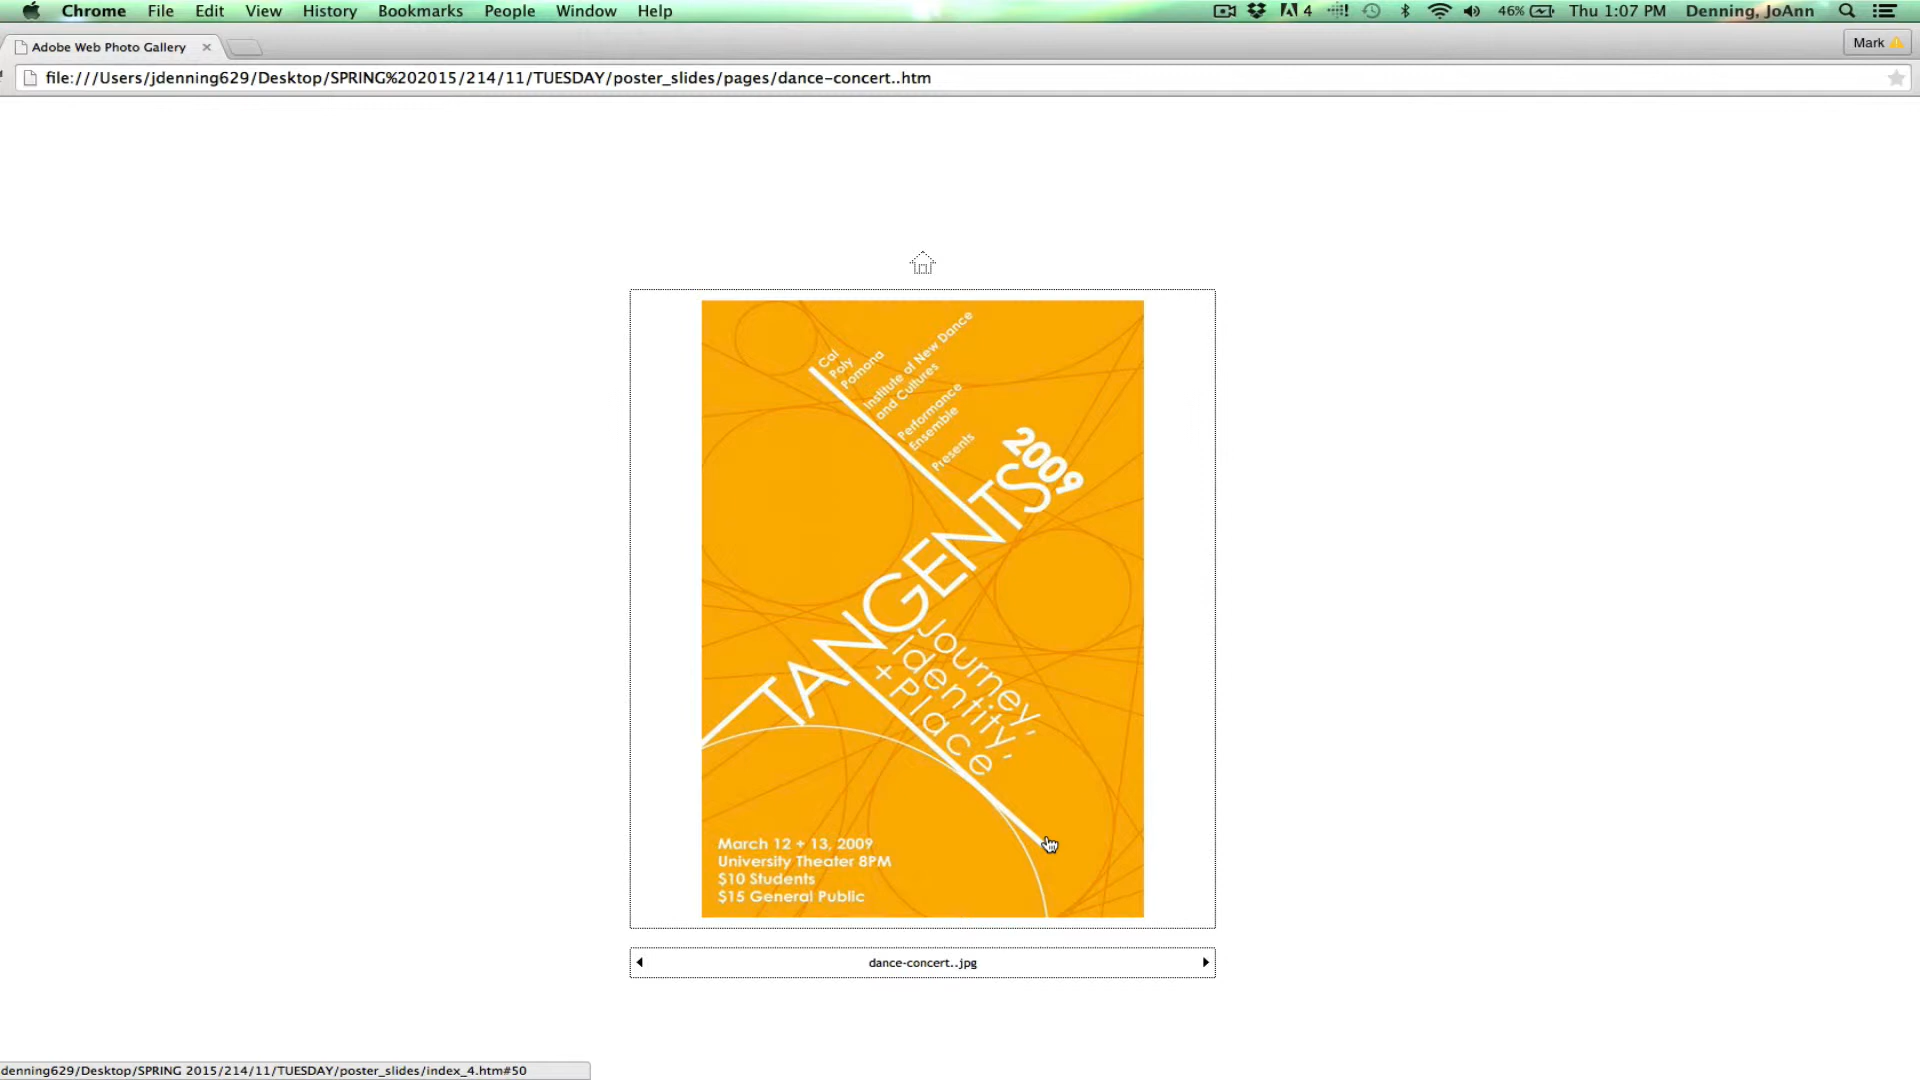 Chrome File Edit View History Bookmarks People Window Help 4 46% Thu 1:07 PM Denning, JoAnn
Adobe Web Photo Gallery
Mark
file:///Users/jdenning629/Desktop/SPRING%202015/214/11/TUESDAY/poster_slides/pages/dance-concert..htm
Cal
Poly
Pomona
Institute of New Dance
and Cultures
Performance
Ensemble
Presents
2009
TANGENTS
Journey,
Identity,
+Place
March 12 + 13, 2009
University Theater 8PM
$10 Students
$15 General Public
dance-concert..jpg
denning629/Desktop/SPRING 2015/214/11/TUESDAY/poster_slides/index_4.htm#50